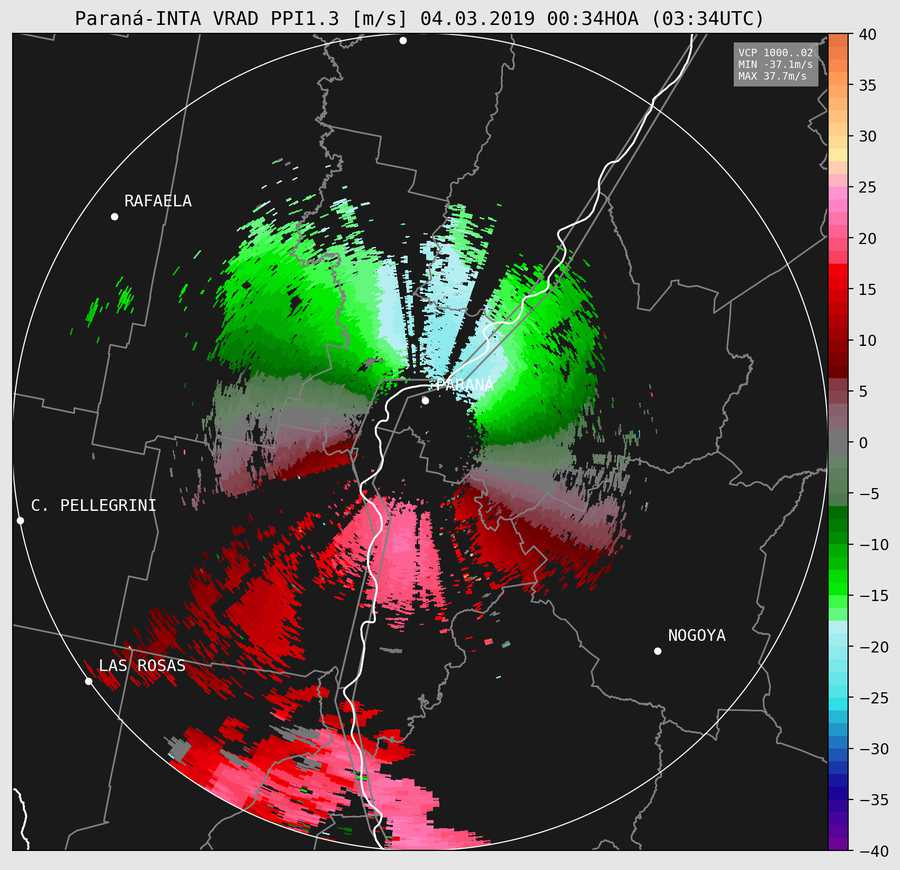 Paraná-INTA VRAD PPI1.3 [m/s] 04.03.2019 00:34HOA (03:34UTC)
VCP 1000..02
MIN -37.1m/s
MAX 37.7m/s
RAFAELA
PARANÁ
C. PELLEGRINI
NOGOYA
LAS ROSAS
40
35
30
25
20
15
10
5
0
−5
−10
−15
−20
−25
−30
−35
−40